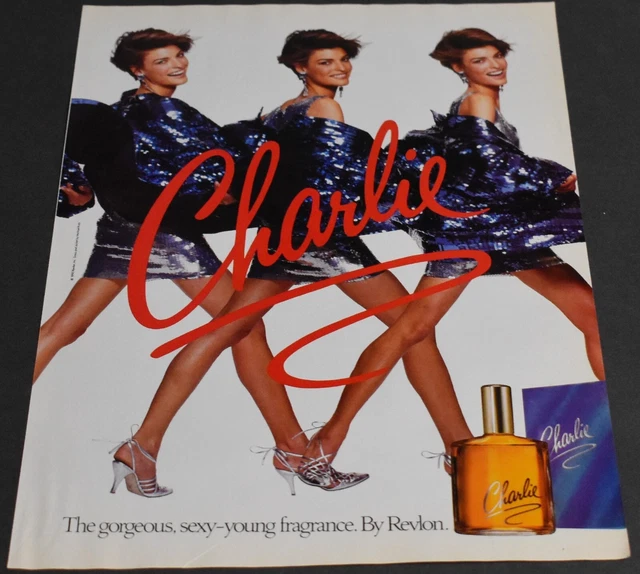 Charlie
Charlie
Charlie
The gorgeous, sexy-young fragrance. By Revlon.